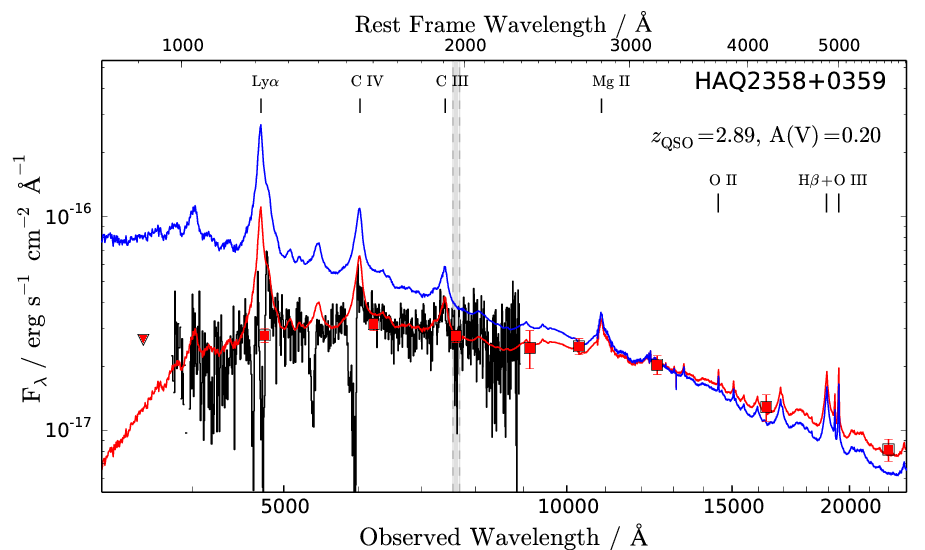 Rest Frame Wavelength / Å
1000 2000 3000 4000 5000
Lyα C IV C III Mg II HAQ2358+0359
z_QSO=2.89, A(V)=0.20
O II Hβ+O III
F_λ / erg s⁻¹ cm⁻² Å⁻¹
10⁻¹⁶
10⁻¹⁷
5000 10000 15000 20000
Observed Wavelength / Å